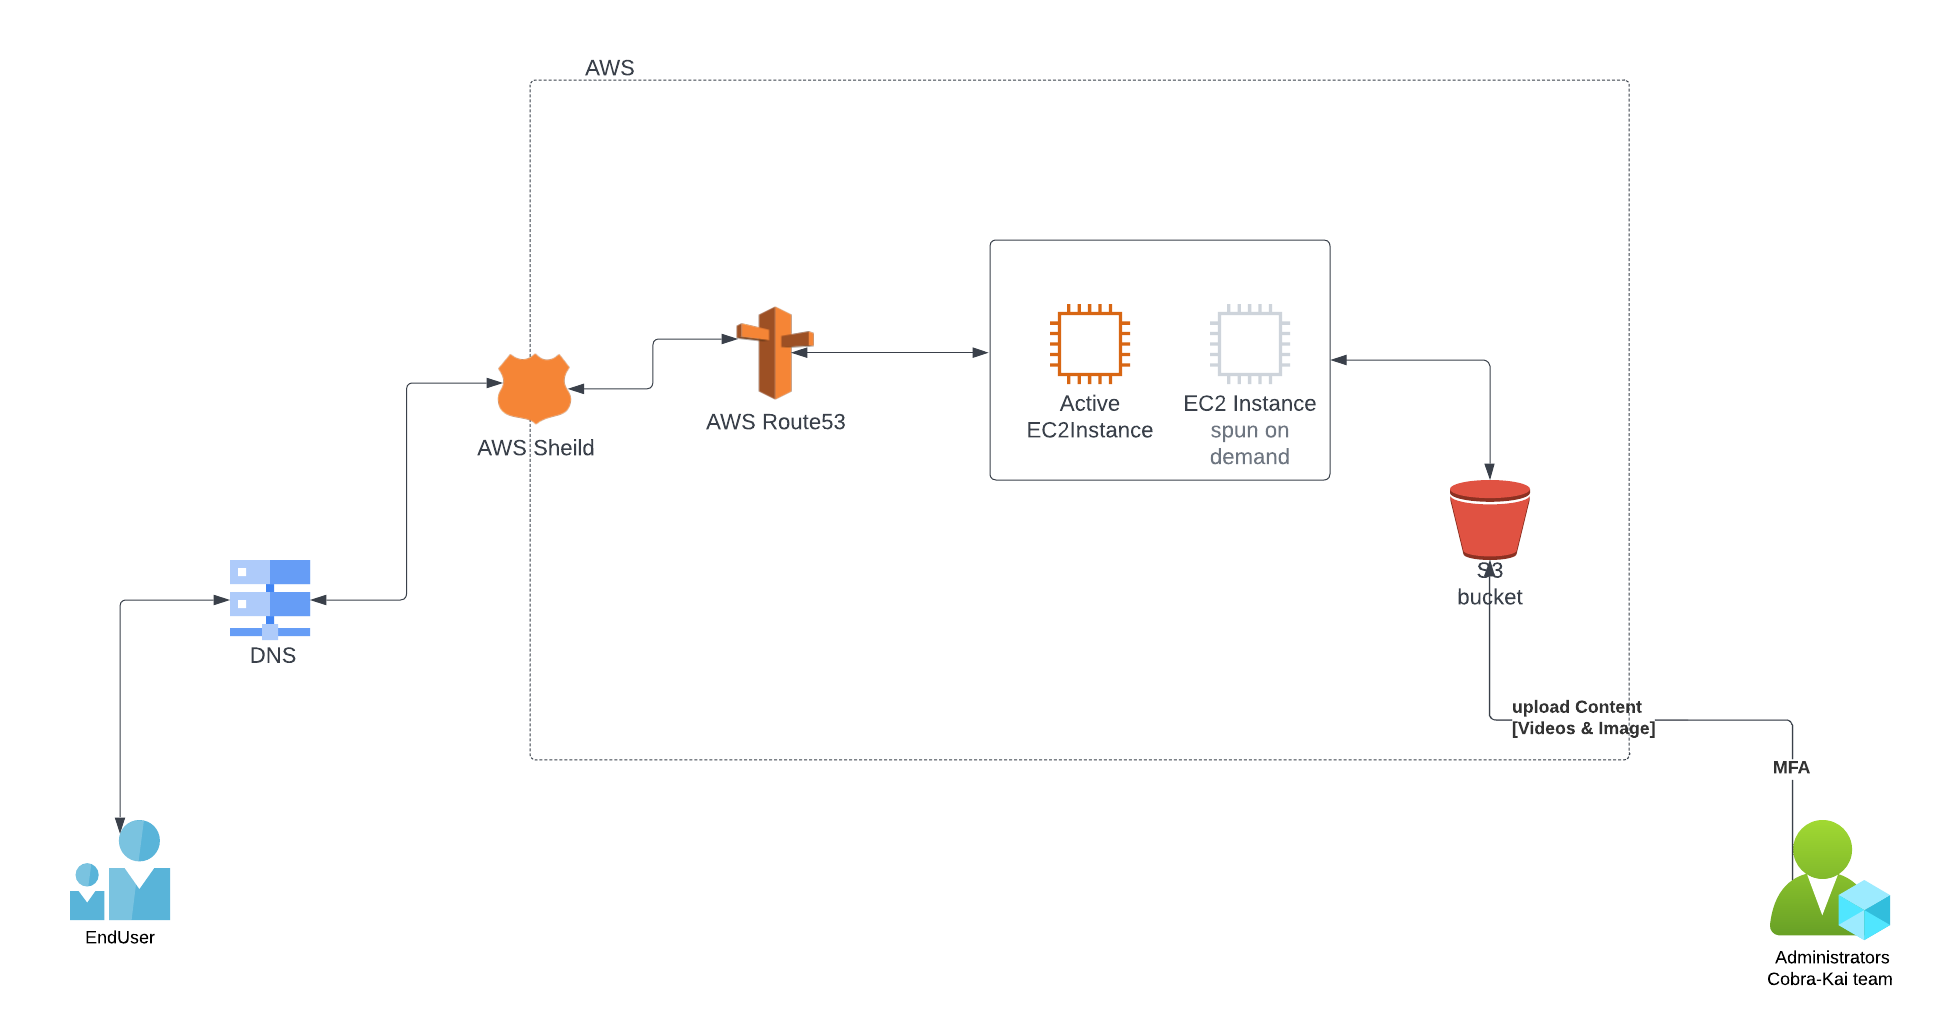 AWS
AWS Sheild
AWS Route53
Active
EC2Instance
EC2 Instance
spun on
demand
S3
bucket
DNS
upload Content
[Videos & Image]
MFA
EndUser
Administrators
Cobra-Kai team